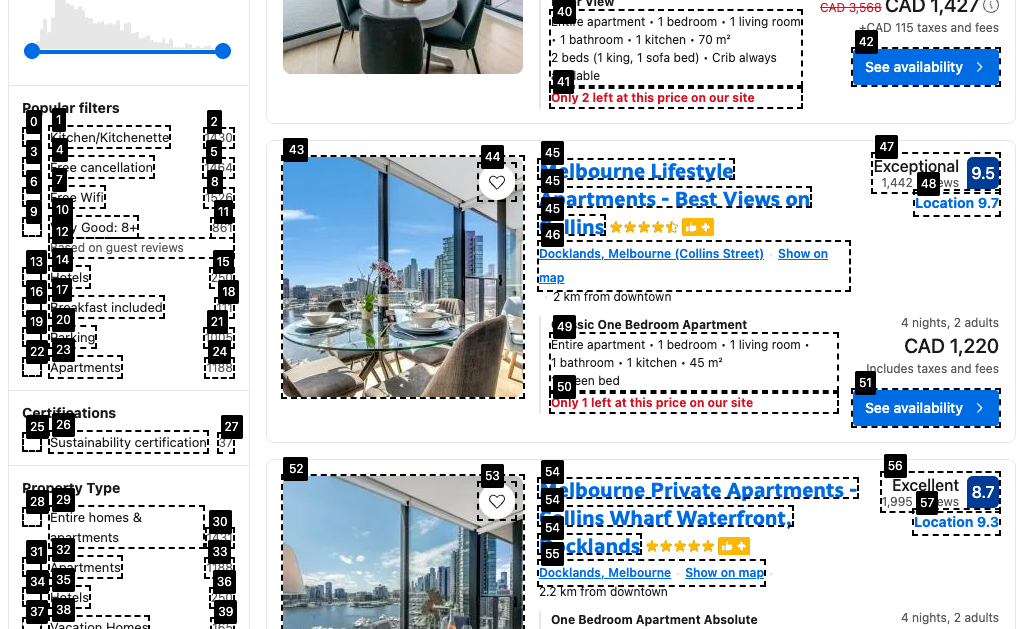 Popular filters
0
1
2
Kitchen/Kitchenette
1430
3
4
5
Free cancellation
6
7
8
Free Wifi
1526
9
10
11
Good: 8+
861
12
Based on guest reviews
13
14
15
Hotels
250
16
17
18
Breakfast included
19
20
21
Parking
22
23
24
Apartments
1188
Certifications
25
26
27
Sustainability certification
37
Property Type
28
29
Entire homes &
apartments
30
31
32
33
Apartments
1188
34
35
36
Hotels
250
37
38
39
Vacation Homes
165
View
CAD 3,568 CAD 1,427
40
Entire apartment • 1 bedroom • 1 living room
• 1 bathroom • 1 kitchen • 70 m²
2 beds (1 king, 1 sofa bed) • Crib always
available
+CAD 115 taxes and fees
42
See availability
41
Only 2 left at this price on our site
43
44
45
Melbourne Lifestyle
45
Apartments - Best Views on
45
Collins
46
Docklands, Melbourne (Collins Street) Show on
map
2 km from downtown
47
Exceptional
1,442 reviews
9.5
48
Location 9.7
Classic One Bedroom Apartment
49
Entire apartment • 1 bedroom • 1 living room •
1 bathroom • 1 kitchen • 45 m²
1 queen bed
50
Only 1 left at this price on our site
4 nights, 2 adults
CAD 1,220
Includes taxes and fees
51
See availability
52
53
54
Melbourne Private Apartments -
54
Collins Wharf Waterfront,
54
Docklands
55
Docklands, Melbourne Show on map
2.2 km from downtown
56
Excellent
1,995 reviews
8.7
57
Location 9.3
One Bedroom Apartment Absolute
4 nights, 2 adults